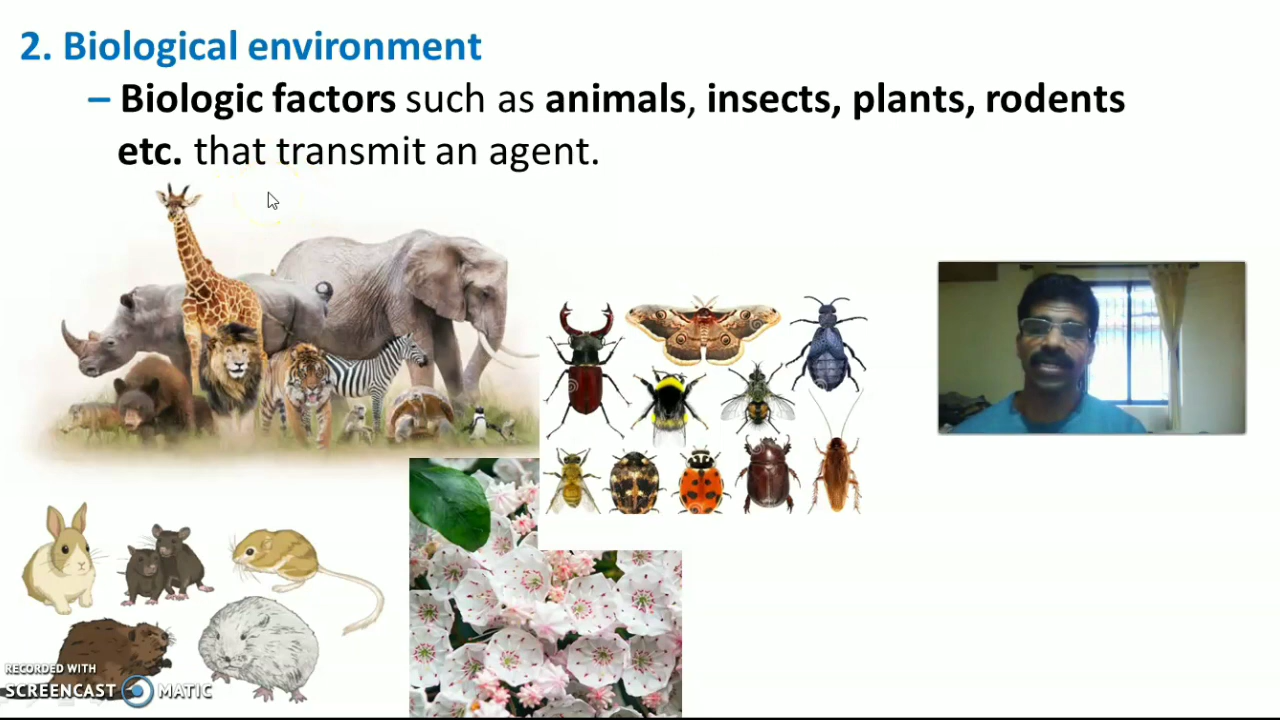 2. Biological environment
– Biologic factors such as animals, insects, plants, rodents
etc. that transmit an agent.
RECORDED WITH
SCREENCAST MATIC